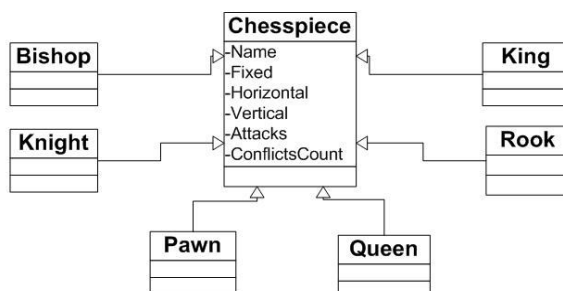 Chesspiece
-Name
-Fixed
-Horizontal
-Vertical
-Attacks
-ConflictsCount
Bishop
King
Knight
Rook
Pawn
Queen